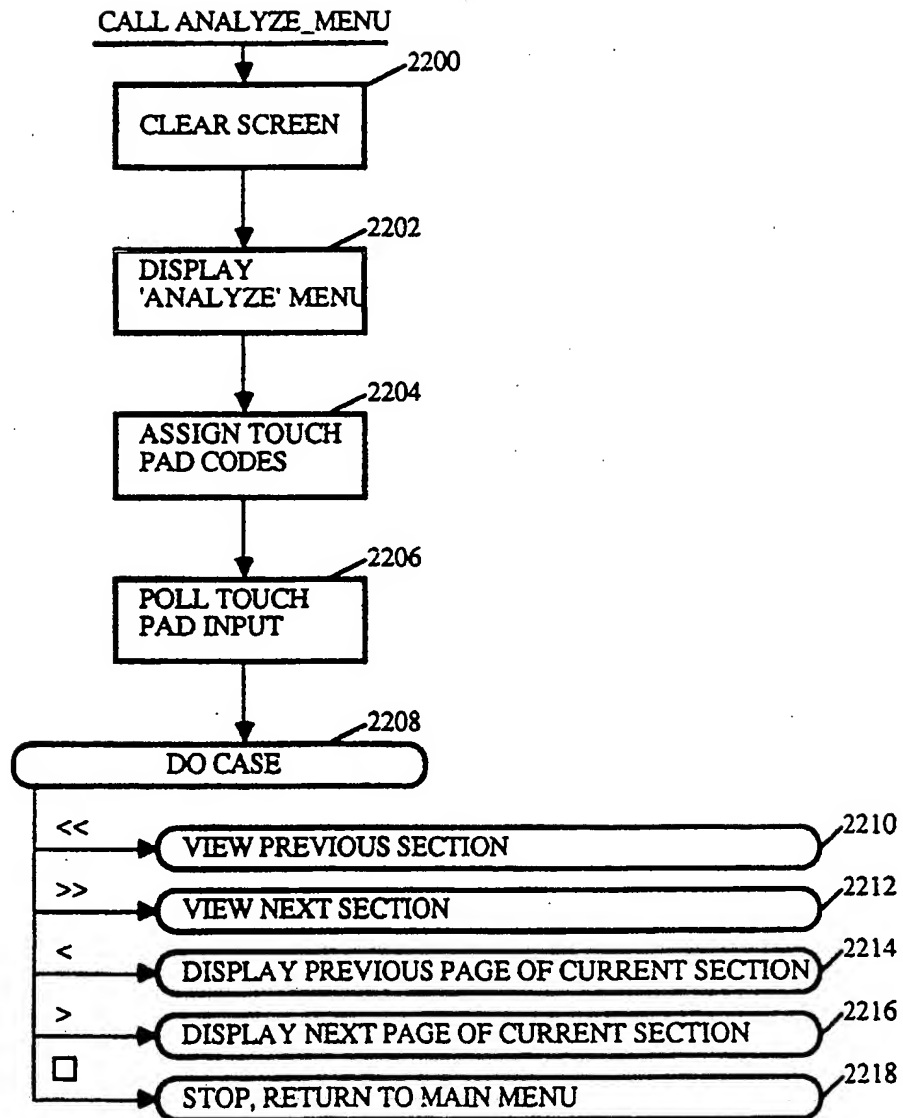 CALL ANALYZE_MENU
2200
CLEAR SCREEN
2202
DISPLAY
'ANALYZE' MENU
2204
ASSIGN TOUCH
PAD CODES
2206
POLL TOUCH
PAD INPUT
2208
DO CASE
<<
VIEW PREVIOUS SECTION
2210
>>
VIEW NEXT SECTION
2212
<
DISPLAY PREVIOUS PAGE OF CURRENT SECTION
2214
>
DISPLAY NEXT PAGE OF CURRENT SECTION
2216
□
STOP, RETURN TO MAIN MENU
2218